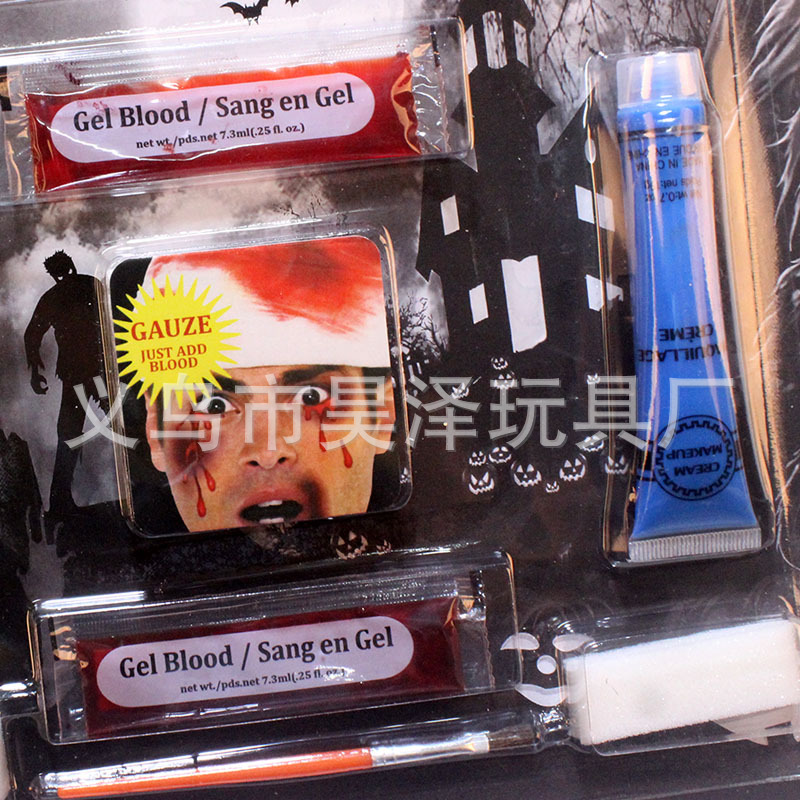 Gel Blood / Sang en Gel
net wt./pds.net 7.3ml(.25 fl. oz.)
GAUZE
JUST ADD
BLOOD
MAQUILLAGE
CRÈME
CREAM
MAKEUP
义乌市昊泽玩具厂
Gel Blood / Sang en Gel
net wt./pds.net 7.3ml(.25 fl. oz.)